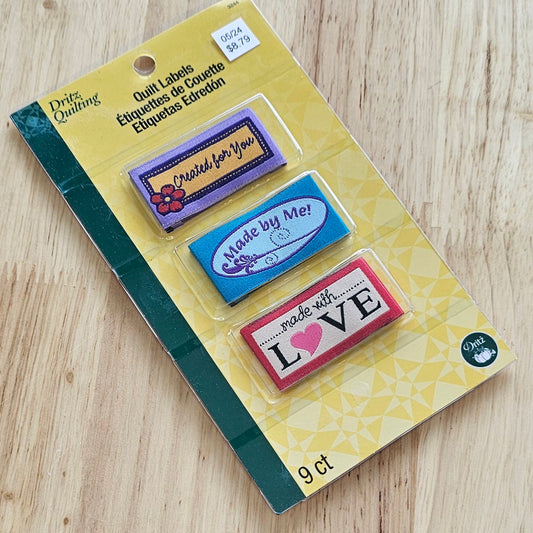 3244
05/24
$8.79
Dritz
Quilting
Quilt Labels
Étiquettes de Couette
Etiquetas Edredón
Created for You
Made by Me!
made with
LOVE
Dritz
9 ct